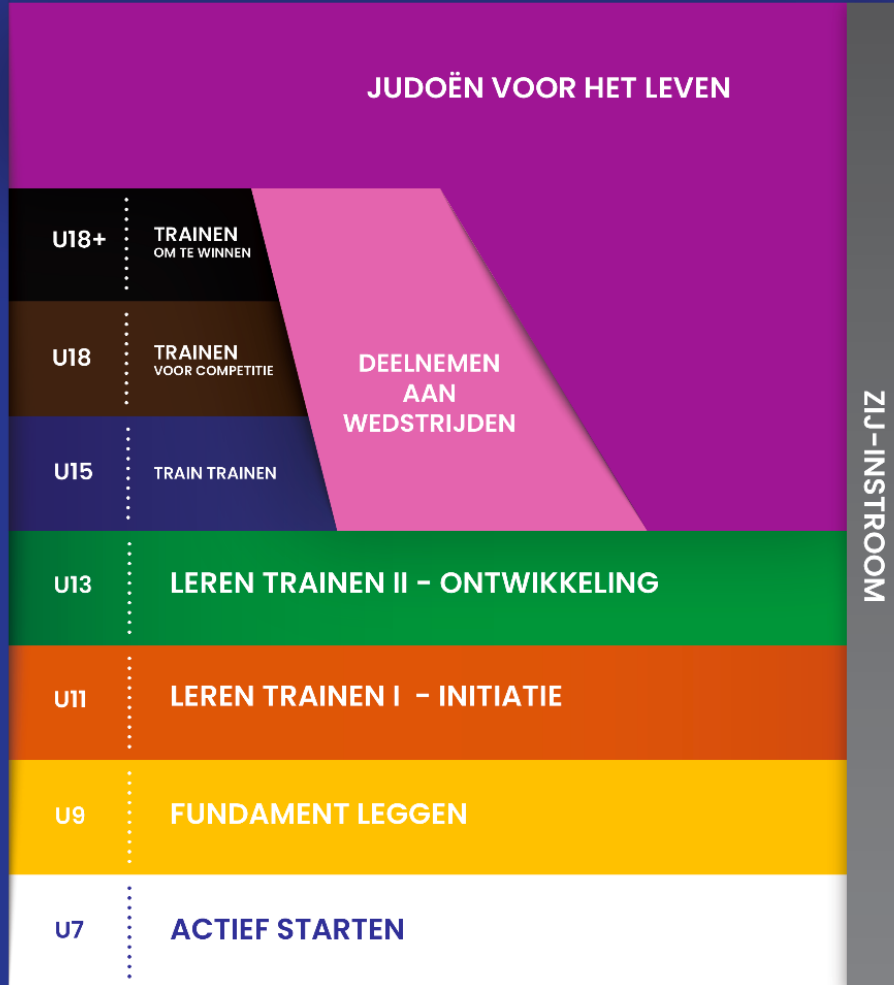 JUDOËN VOOR HET LEVEN
U18+
TRAINEN
OM TE WINNEN
U18
TRAINEN
VOOR COMPETITIE
DEELNEMEN
AAN
WEDSTRIJDEN
U15
TRAIN TRAINEN
U13
LEREN TRAINEN II - ONTWIKKELING
U11
LEREN TRAINEN I - INITIATIE
U9
FUNDAMENT LEGGEN
U7
ACTIEF STARTEN
ZIJ-INSTROOM